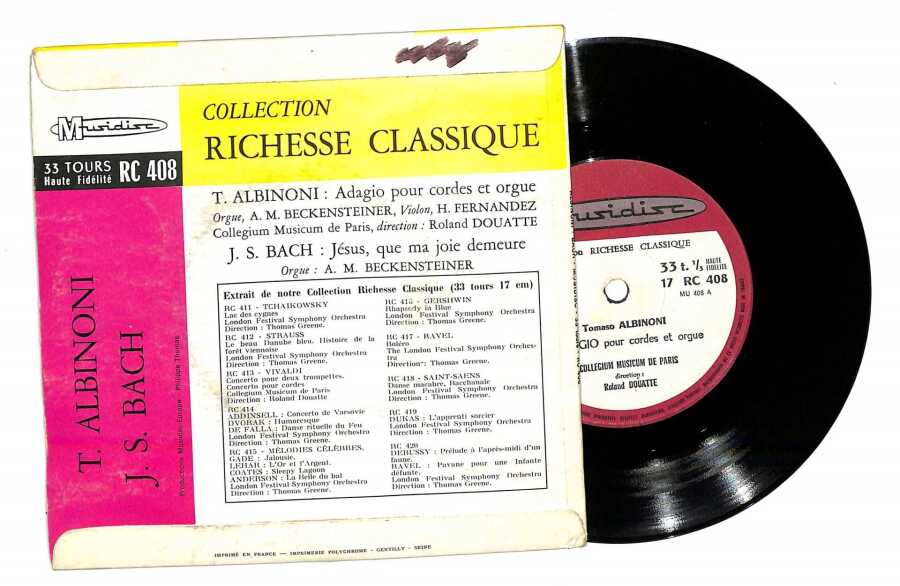 Musidisc
33 TOURS
Haute Fidélité
RC 408
T. ALBINONI
J. S. BACH
Production Musidisc Europe Philippe Thomas
COLLECTION
RICHESSE CLASSIQUE
T. ALBINONI : Adagio pour cordes et orgue
Orgue, A. M. BECKENSTEINER, Violon, H. FERNANDEZ
Collegium Musicum de Paris, direction : Roland DOUATTE
J. S. BACH : Jésus, que ma joie demeure
Orgue : A. M. BECKENSTEINER
Extrait de notre Collection Richesse Classique (33 tours 17 cm)
RC 411 - TCHAIKOWSKY
Lac des cygnes
London Festival Symphony Orchestra
Direction : Thomas Greene.
RC 412 - STRAUSS
Le beau Danube bleu. Histoire de la
forêt viennoise
London Festival Symphony Orchestra
Direction : Thomas Greene.
RC 413 - VIVALDI
Concerto pour deux trompettes.
Concerto pour cordes
Collegium Musicum de Paris
Direction : Roland Douatte
RC 414
ADDINSELL : Concerto de Varsovie
DVORAK : Humoresque
DE FALLA : Danse rituelle du Feu
London Festival Symphony Orchestra
Direction : Thomas Greene.
RC 415 - MÉLODIES CÉLÈBRES.
GADE : Jalousie.
LEHAR : L'Or et l'Argent.
COATES : Sleepy Lagoon
ANDERSON : La Belle du bal
London Festival Symphony Orchestra
Direction : Thomas Greene.
RC 416 - GERSHWIN
Rhapsody in Blue
London Festival Symphony Orchestra
Direction : Thomas Greene.
RC 417 - RAVEL
Boléro
The London Festival Symphony Orches-
tra
Direction : Thomas Greene.
RC 418 - SAINT-SAENS
Danse macabre, Bacchanale
London Festival Symphony Orchestra
Direction : Thomas Greene.
RC 419
DUKAS : L'apprenti sorcier
London Festival Symphony Orchestra
Direction : Thomas Greene.
RC 420
DEBUSSY : Prélude à l'après-midi d'un
faune.
RAVEL : Pavane pour une Infante
défunte.
London Festival Symphony Orchestra
Direction : Thomas Greene.
IMPRIMÉ EN FRANCE — IMPRIMERIE POLYCHROME - GENTILLY - SEINE
usidisc
RICHESSE CLASSIQUE
33 t. 1/3 HAUTE FIDÉLITÉ
17 RC 408
MU 408 A
Tomaso ALBINONI
GIO pour cordes et orgue
COLLEGIUM MUSICUM DE PARIS
direction :
Roland DOUATTE